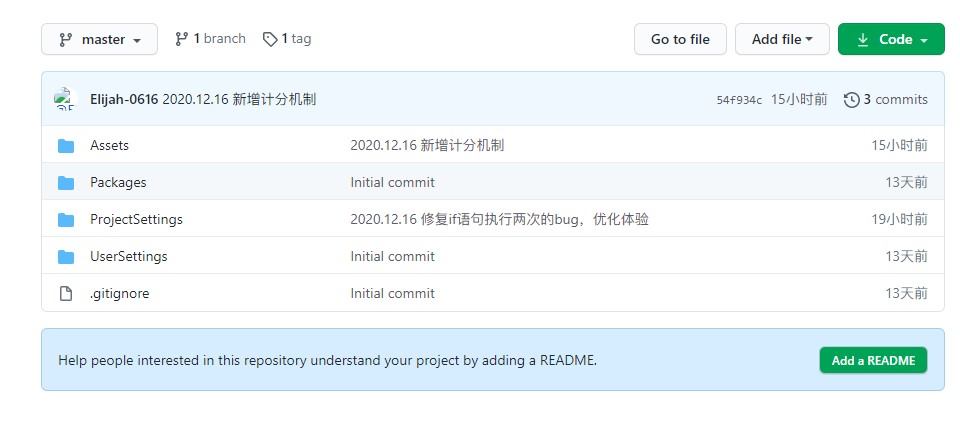 master 1 branch 1 tag Go to file Add file Code
Elijah-0616 2020.12.16 新增计分机制 54f934c 15小时前 3 commits
Assets 2020.12.16 新增计分机制 15小时前
Packages Initial commit 13天前
ProjectSettings 2020.12.16 修复if语句执行两次的bug，优化体验 19小时前
UserSettings Initial commit 13天前
.gitignore Initial commit 13天前
Help people interested in this repository understand your project by adding a README. Add a README